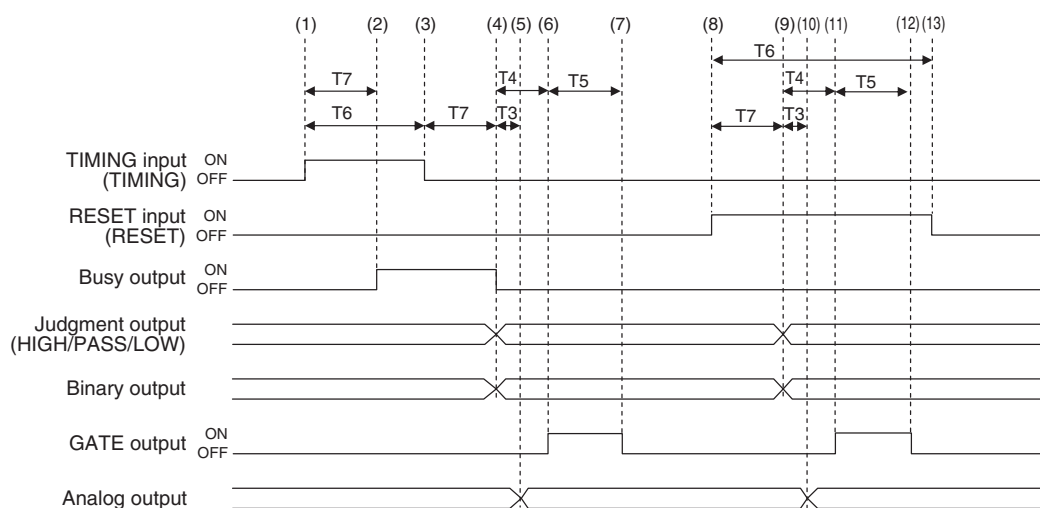 (1) (2) (3) (4) (5) (6) (7) (8) (9) (10) (11) (12) (13)
T6
T7 T4 T5 T4 T5
T6 T7 T3 T7 T3
TIMING input ON
(TIMING) OFF
RESET input ON
(RESET) OFF
Busy output ON
OFF
Judgment output
(HIGH/PASS/LOW)
Binary output
GATE output ON
OFF
Analog output